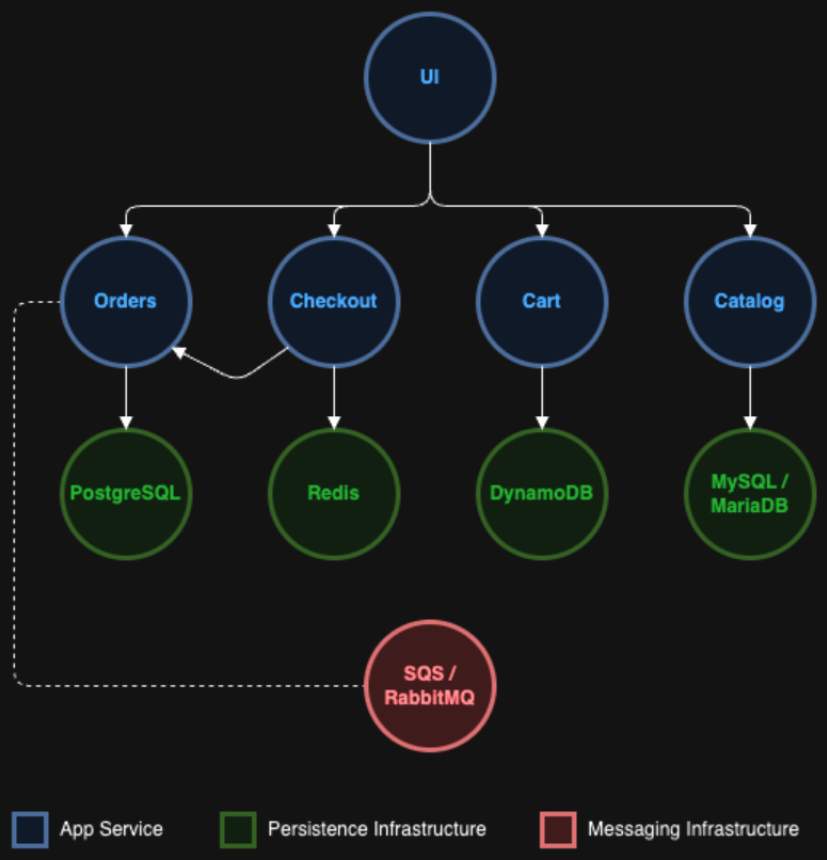 UI
Orders
Checkout
Cart
Catalog
PostgreSQL
Redis
DynamoDB
MySQL /
MariaDB
SQS /
RabbitMQ
App Service
Persistence Infrastructure
Messaging Infrastructure